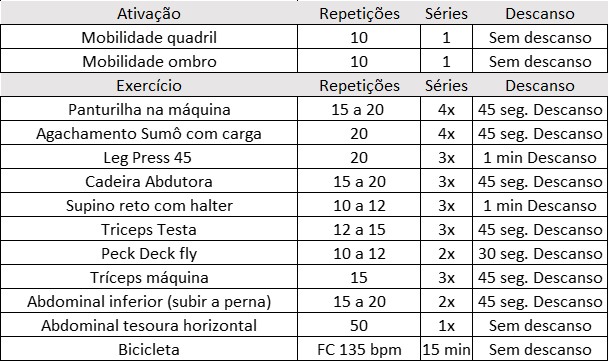 Ativação Repetições Séries Descanso
Mobilidade quadril 10 1 Sem descanso
Mobilidade ombro 10 1 Sem descanso
Exercício Repetições Séries Descanso
Panturilha na máquina 15 a 20 4x 45 seg. Descanso
Agachamento Sumô com carga 20 4x 45 seg. Descanso
Leg Press 45 20 3x 1 min Descanso
Cadeira Abdutora 15 a 20 3x 45 seg. Descanso
Supino reto com halter 10 a 12 3x 1 min Descanso
Triceps Testa 12 a 15 3x 45 seg. Descanso
Peck Deck fly 10 a 12 2x 30 seg. Descanso
Tríceps máquina 15 3x 45 seg. Descanso
Abdominal inferior (subir a perna) 15 a 20 2x 45 seg. Descanso
Abdominal tesoura horizontal 50 1x Sem descanso
Bicicleta FC 135 bpm 15 min Sem descanso